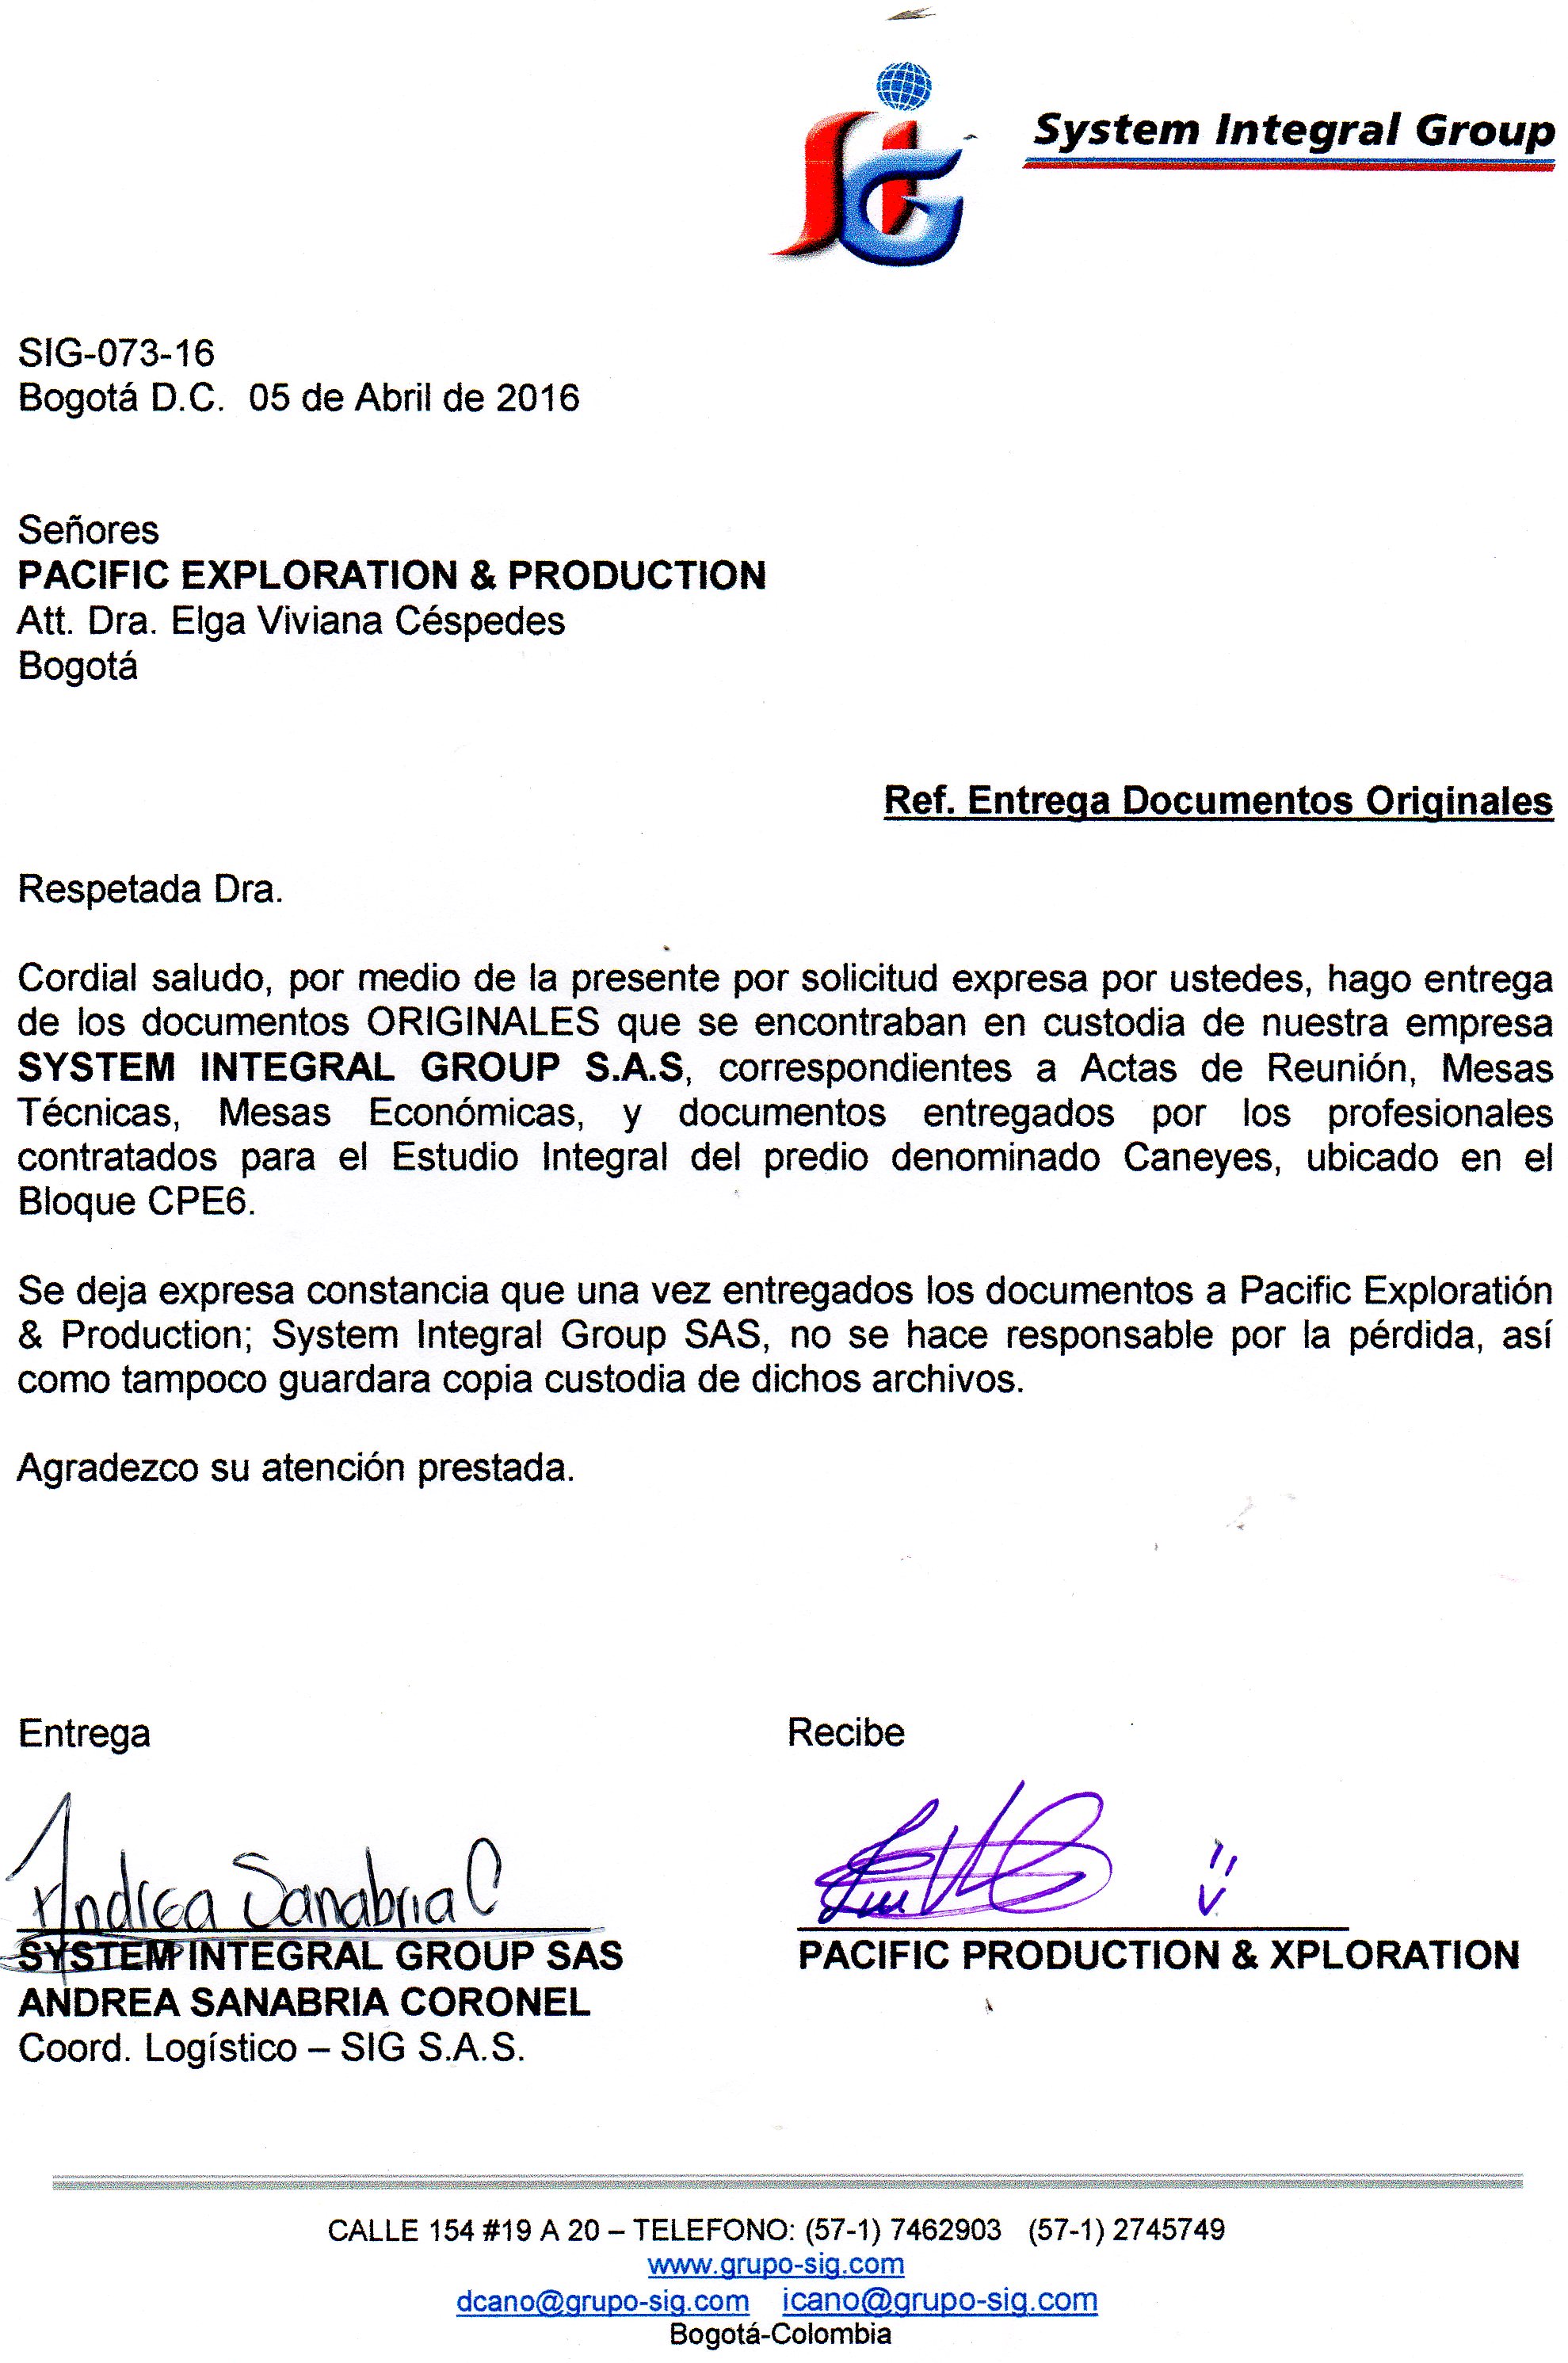 SIG
System Integral Group
SIG-073-16
Bogotá D.C.  05 de Abril de 2016
Señores
PACIFIC EXPLORATION & PRODUCTION
Att. Dra. Elga Viviana Céspedes
Bogotá
Ref. Entrega Documentos Originales
Respetada Dra.
Cordial saludo, por medio de la presente por solicitud expresa por ustedes, hago entrega
de los documentos ORIGINALES que se encontraban en custodia de nuestra empresa
SYSTEM INTEGRAL GROUP S.A.S, correspondientes a Actas de Reunión, Mesas
Técnicas, Mesas Económicas, y documentos entregados por los profesionales
contratados para el Estudio Integral del predio denominado Caneyes, ubicado en el
Bloque CPE6.
Se deja expresa constancia que una vez entregados los documentos a Pacific Exploratión
& Production; System Integral Group SAS, no se hace responsable por la pérdida, así
como tampoco guardara copia custodia de dichos archivos.
Agradezco su atención prestada.
Entrega Recibe
Andrea Sanabria C
SYSTEM INTEGRAL GROUP SAS PACIFIC PRODUCTION & XPLORATION
ANDREA SANABRIA CORONEL
Coord. Logístico – SIG S.A.S.
CALLE 154 #19 A 20 – TELEFONO: (57-1) 7462903   (57-1) 2745749
www.grupo-sig.com
dcano@grupo-sig.com icano@grupo-sig.com
Bogotá-Colombia